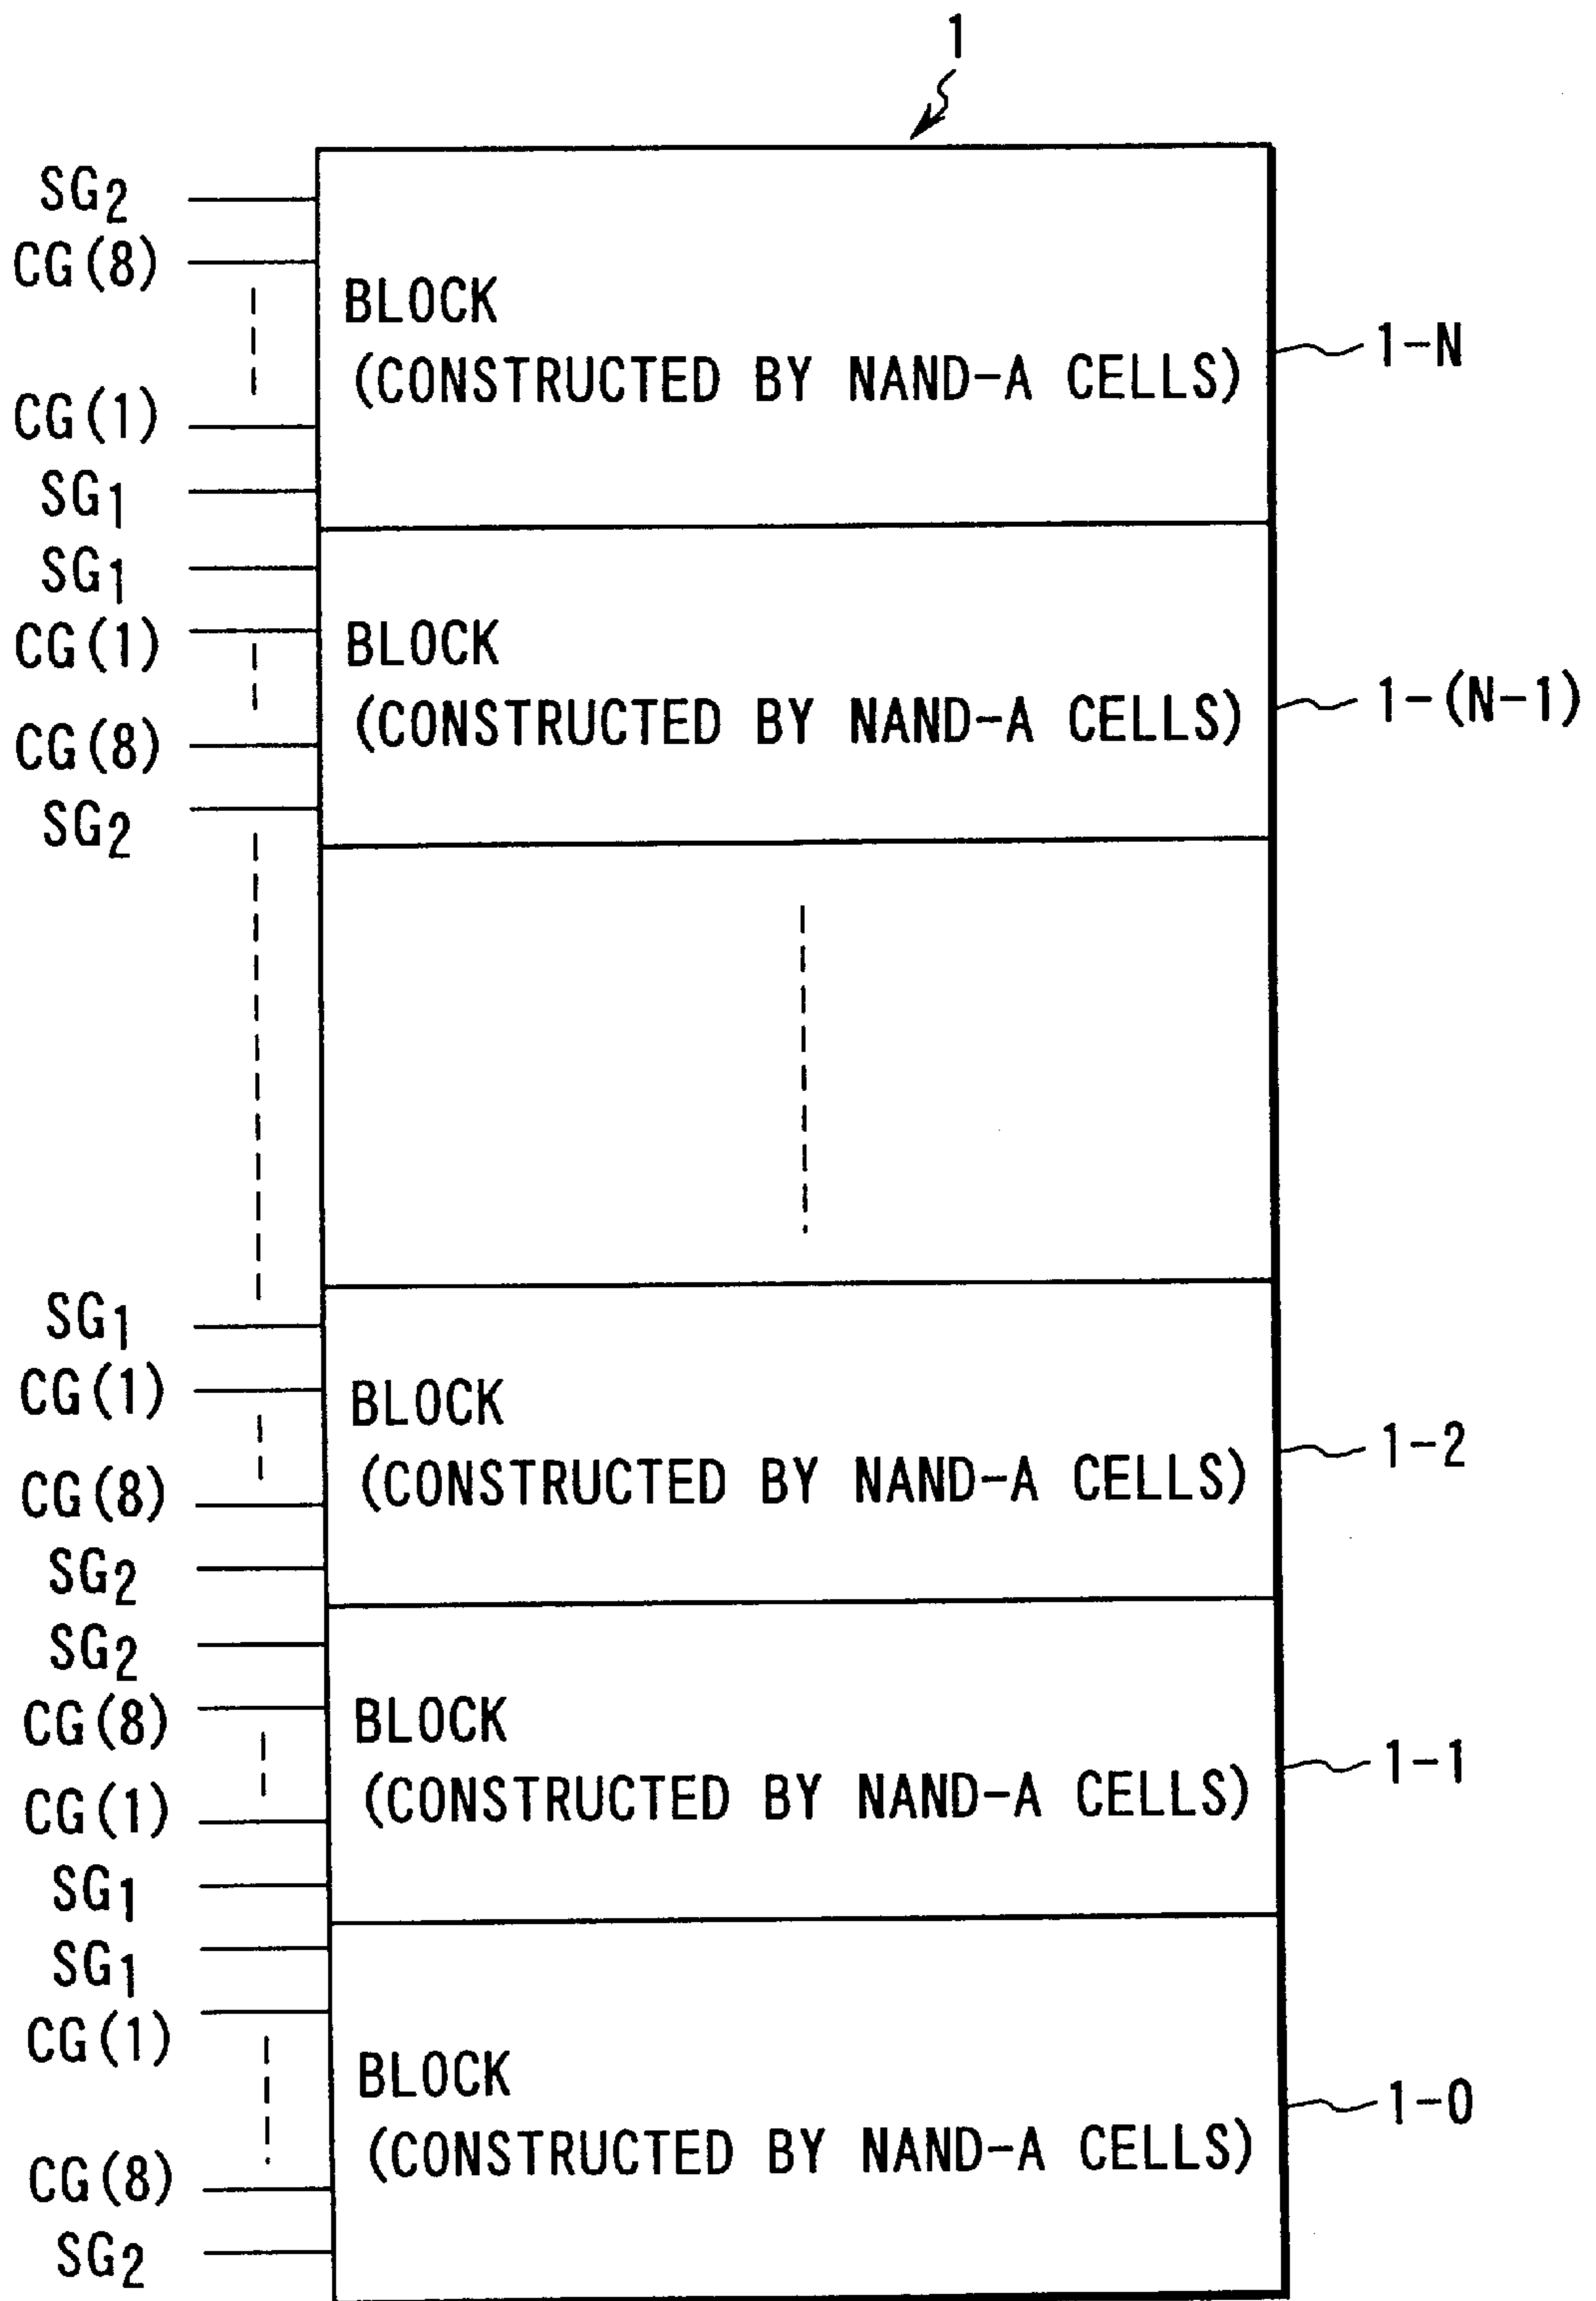 1
SG2
CG(8)
CG(1)
SG1
BLOCK
(CONSTRUCTED BY NAND-A CELLS)
1-N
SG1
CG(1)
CG(8)
SG2
BLOCK
(CONSTRUCTED BY NAND-A CELLS)
1-(N-1)
SG1
CG(1)
CG(8)
SG2
BLOCK
(CONSTRUCTED BY NAND-A CELLS)
1-2
SG2
CG(8)
CG(1)
SG1
BLOCK
(CONSTRUCTED BY NAND-A CELLS)
1-1
SG1
CG(1)
CG(8)
SG2
BLOCK
(CONSTRUCTED BY NAND-A CELLS)
1-0